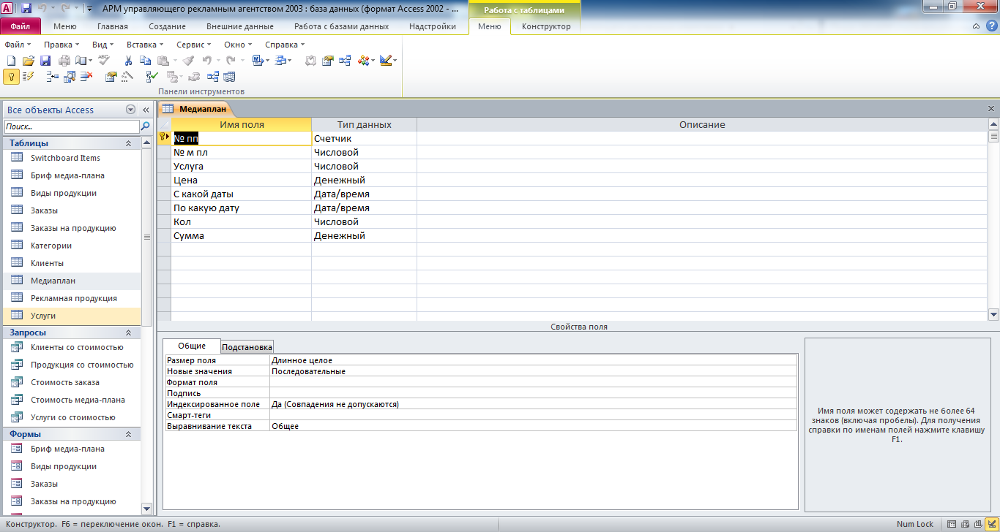 АРМ управляющего рекламным агентством 2003 : база данных (формат Access 2002 - ...
Работа с таблицами
Файл Меню Главная Создание Внешние данные Работа с базами данных Надстройки Меню Конструктор
Файл Правка Вид Вставка Сервис Окно Справка
Панели инструментов
Все объекты Access
Поиск...
Таблицы
Switchboard Items
Бриф медиа-плана
Виды продукции
Заказы
Заказы на продукцию
Категории
Клиенты
Медиаплан
Рекламная продукция
Услуги
Запросы
Клиенты со стоимостью
Продукция со стоимостью
Стоимость заказа
Стоимость медиа-плана
Услуги со стоимостью
Формы
Бриф медиа-плана
Виды продукции
Заказы
Заказы на продукцию
Медиаплан
Имя поля Тип данных Описание
№ пп Счетчик
№ м пл Числовой
Услуга Числовой
Цена Денежный
С какой даты Дата/время
По какую дату Дата/время
Кол Числовой
Сумма Денежный
Свойства поля
Общие Подстановка
Размер поля Длинное целое
Новые значения Последовательные
Формат поля
Подпись
Индексированное поле Да (Совпадения не допускаются)
Смарт-теги
Выравнивание текста Общее
Имя поля может содержать не более 64
знаков (включая пробелы). Для получения
справки по именам полей нажмите клавишу
F1.
Конструктор. F6 = переключение окон. F1 = справка.
Num Lock